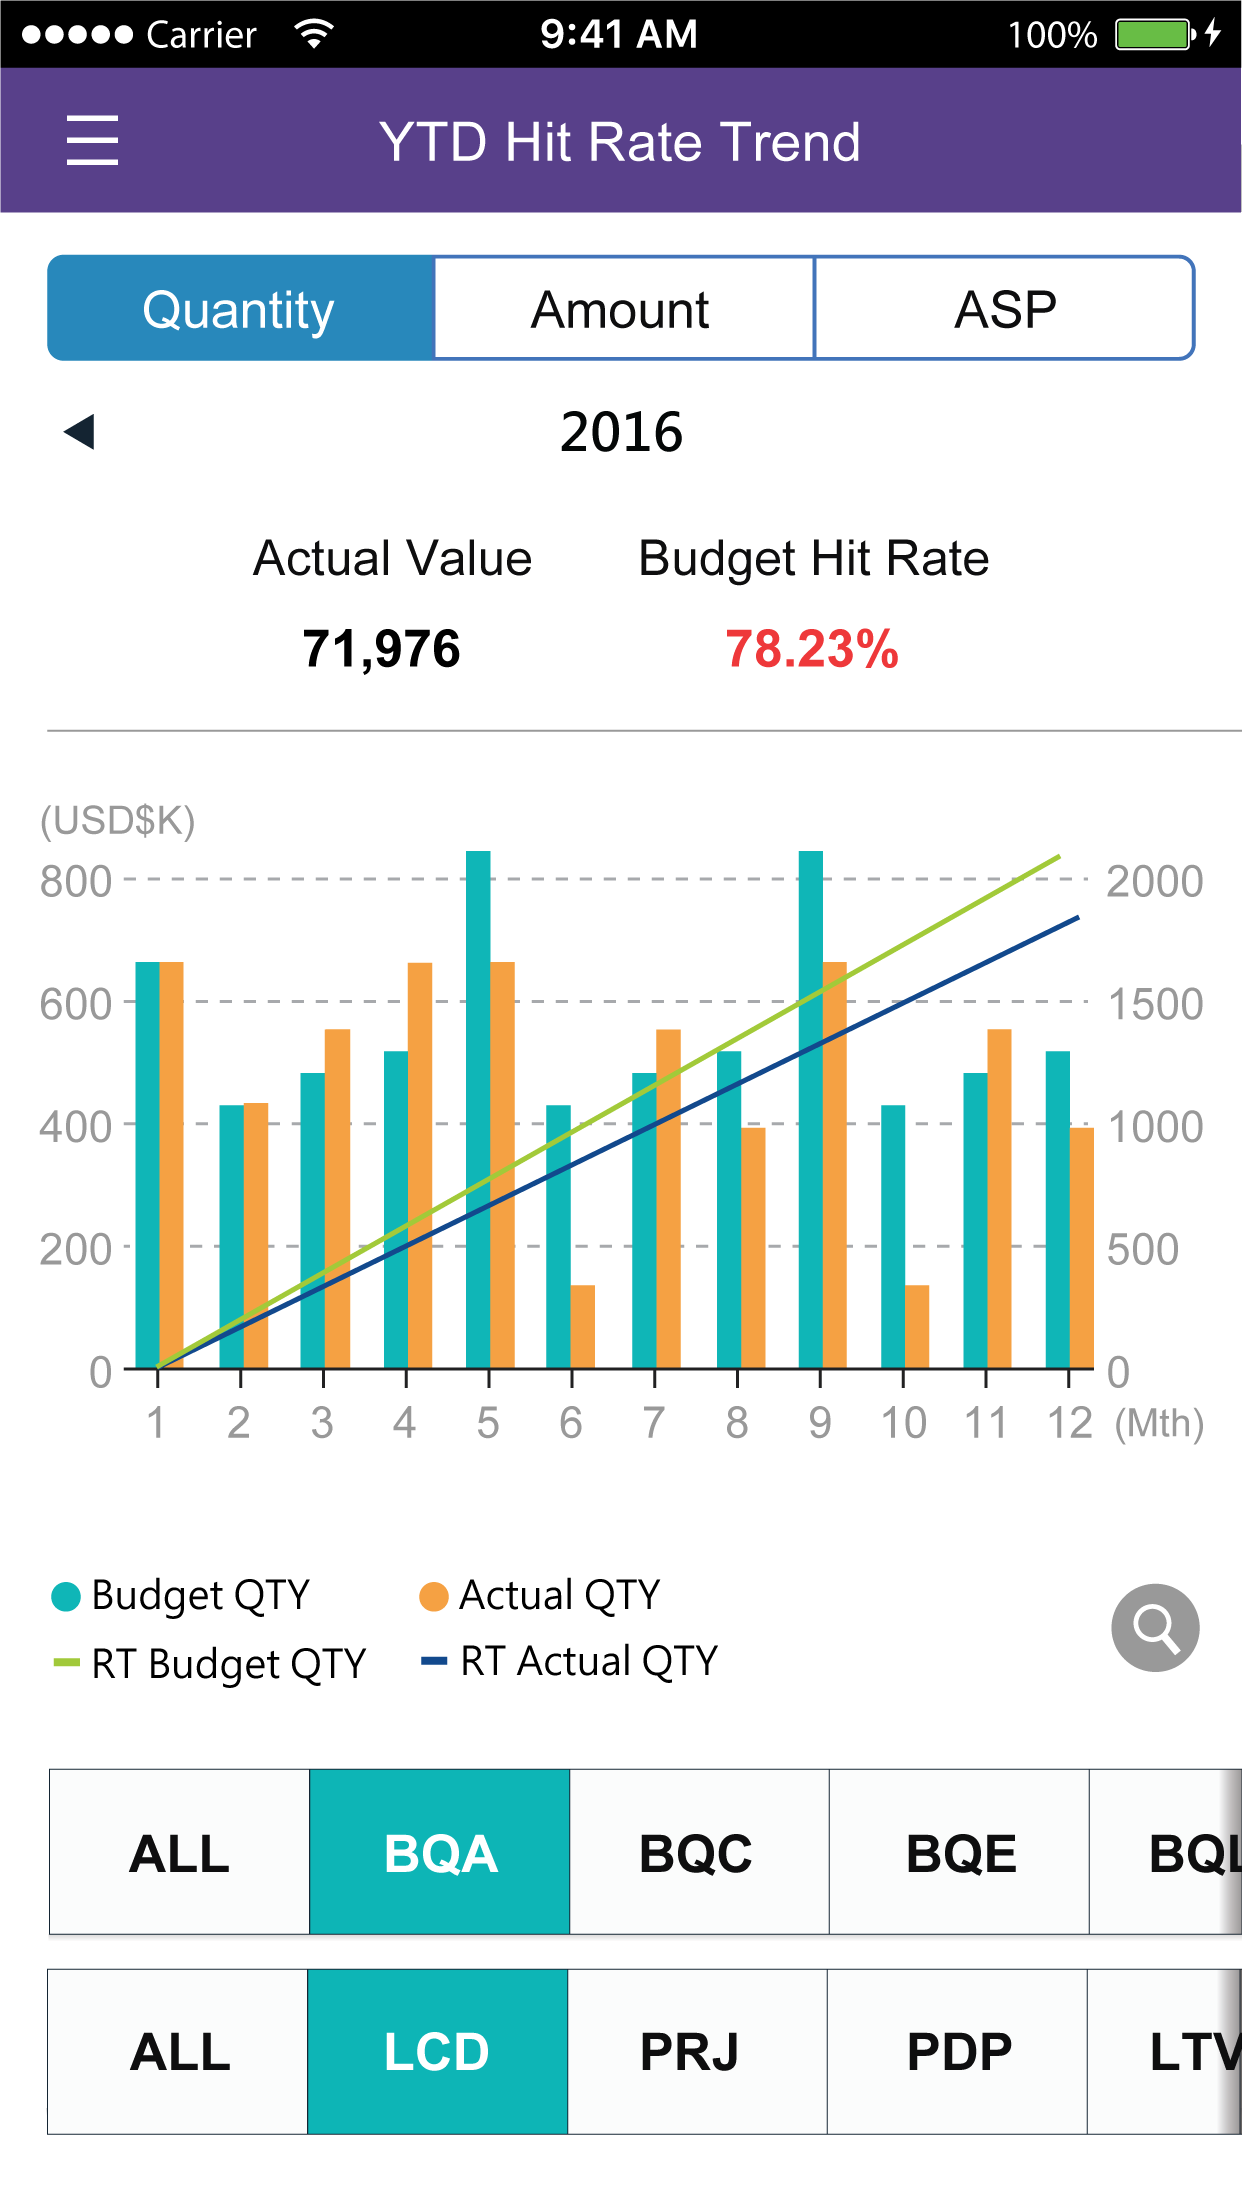 Carrier 9:41 AM 100%
YTD Hit Rate Trend
Quantity Amount ASP
2016
Actual Value Budget Hit Rate
71,976 78.23%
(USD$K)
800 2000
600 1500
400 1000
200 500
0 0
1 2 3 4 5 6 7 8 9 10 11 12 (Mth)
Budget QTY Actual QTY
RT Budget QTY RT Actual QTY
ALL BQA BQC BQE BQL
ALL LCD PRJ PDP LTV